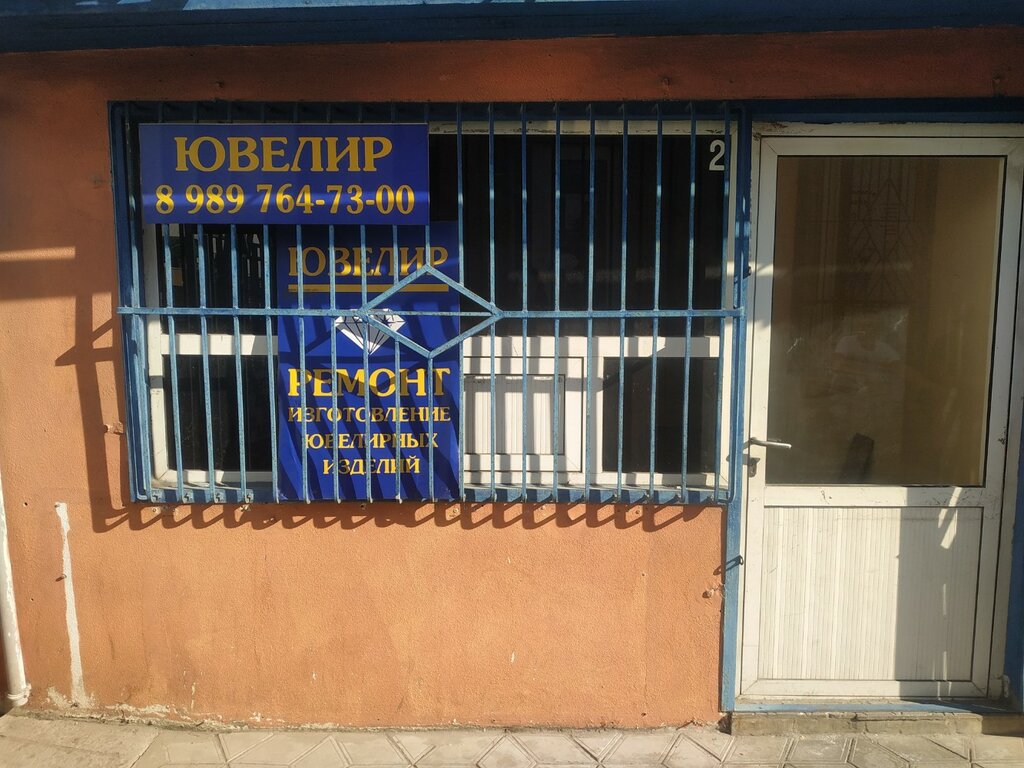 ЮВЕЛИР
8 989 764-73-00
2
ЮВЕЛИР
РЕМОНТ
ИЗГОТОВЛЕНИЕ
ЮВЕЛИРНЫХ
ИЗДЕЛИЙ